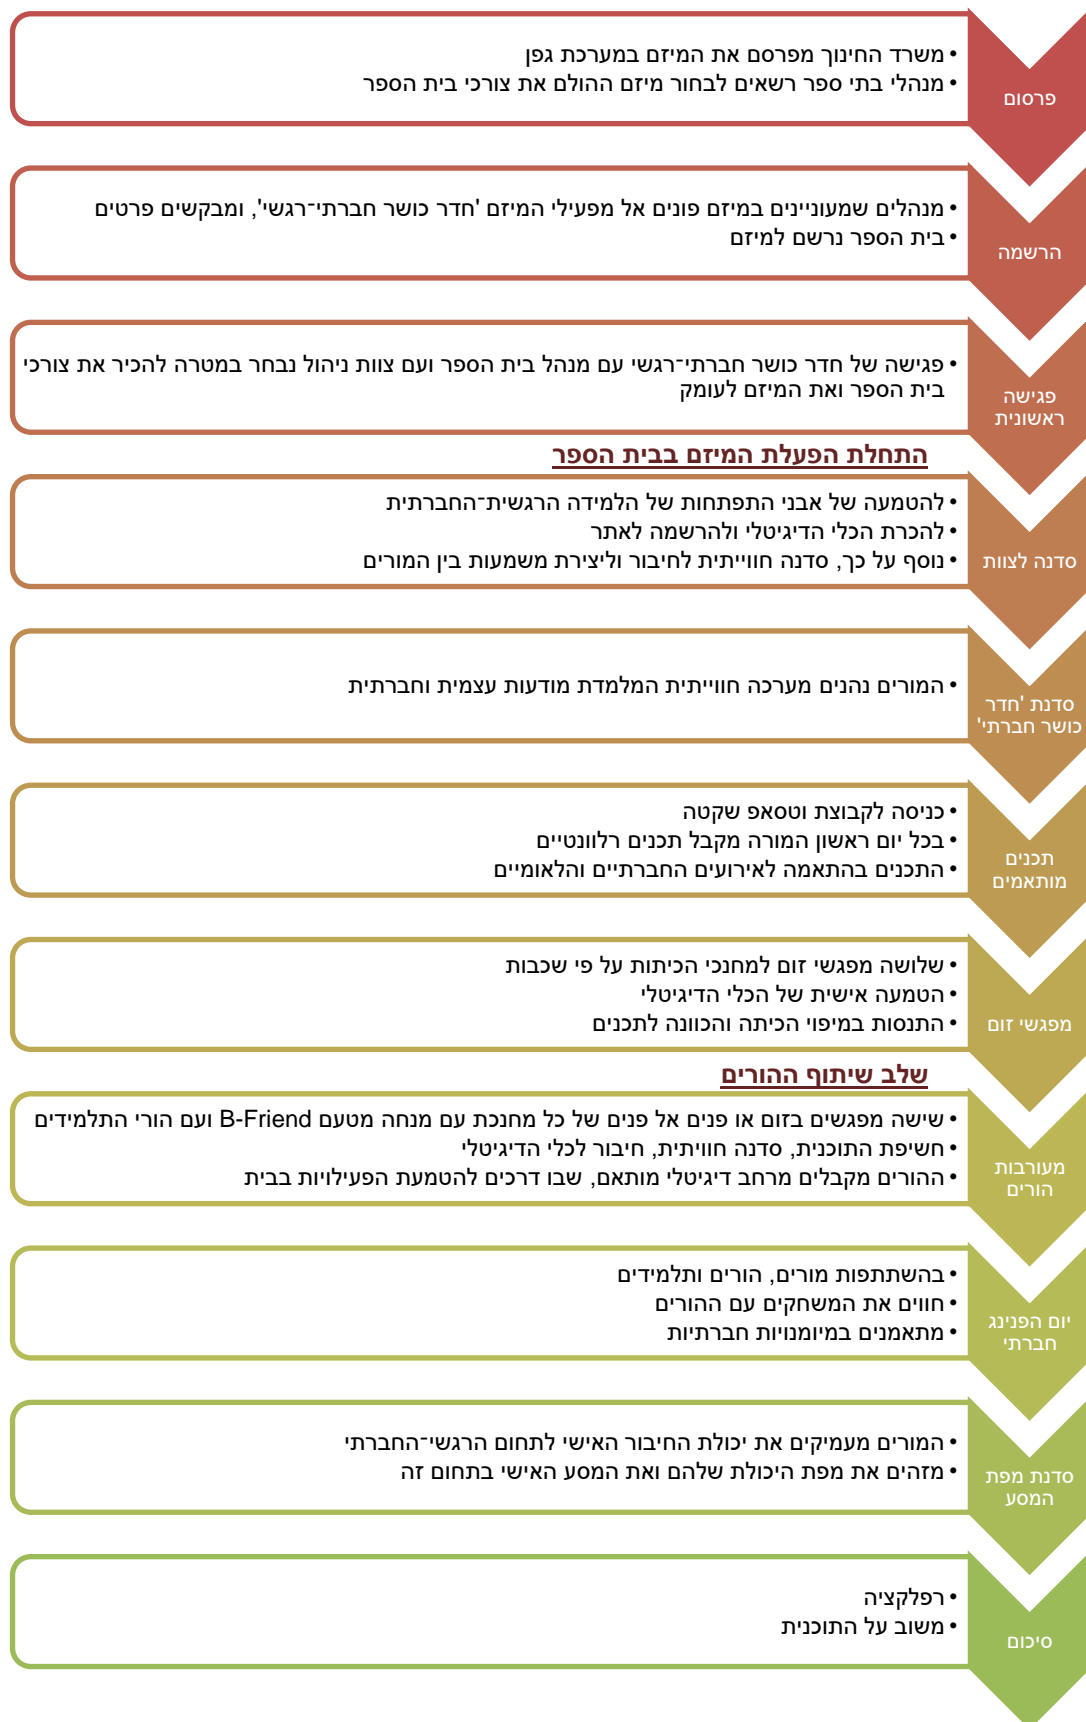 פרסום
• משרד החינוך מפרסם את המיזם במערכת גפן
• מנהלי בתי ספר רשאים לבחור מיזם ההולם את צורכי בית הספר
הרשמה
• מנהלים שמעוניינים במיזם פונים אל מפעילי המיזם 'חדר כושר חברתי־רגשי', ומבקשים פרטים
• בית הספר נרשם למיזם
פגישה
ראשונית
• פגישה של חדר כושר חברתי־רגשי עם מנהל בית הספר ועם צוות ניהול נבחר במטרה להכיר את צורכי
בית הספר ואת המיזם לעומק
התחלת הפעלת המיזם בבית הספר
סדנה לצוות
• להטמעה של אבני התפתחות של הלמידה הרגשית־החברתית
• להכרת הכלי הדיגיטלי ולהרשמה לאתר
• נוסף על כך, סדנה חווייתית לחיבור וליצירת משמעות בין המורים
סדנת 'חדר
כושר חברתי'
• המורים נהנים מערכה חווייתית המלמדת מודעות עצמית וחברתית
תכנים
מותאמים
• כניסה לקבוצת וטסאפ שקטה
• בכל יום ראשון המורה מקבל תכנים רלוונטיים
• התכנים בהתאמה לאירועים החברתיים והלאומיים
מפגשי זום
• שלושה מפגשי זום למחנכי הכיתות על פי שכבות
• הטמעה אישית של הכלי הדיגיטלי
• התנסות במיפוי הכיתה והכוונה לתכנים
שלב שיתוף ההורים
מעורבות
הורים
• שישה מפגשים בזום או פנים אל פנים של כל מחנכת עם מנחה מטעם B-Friend ועם הורי התלמידים
• חשיפת התוכנית, סדנה חוויתית, חיבור לכלי הדיגיטלי
• ההורים מקבלים מרחב דיגיטלי מותאם, שבו דרכים להטמעת הפעילויות בבית
יום הפנינג
חברתי
• בהשתתפות מורים, הורים ותלמידים
• חווים את המשחקים עם ההורים
• מתאמנים במיומנויות חברתיות
סדנת מפת
המסע
• המורים מעמיקים את יכולת החיבור האישי לתחום הרגשי־החברתי
• מזהים את מפת היכולת שלהם ואת המסע האישי בתחום זה
סיכום
• רפלקציה
• משוב על התוכנית